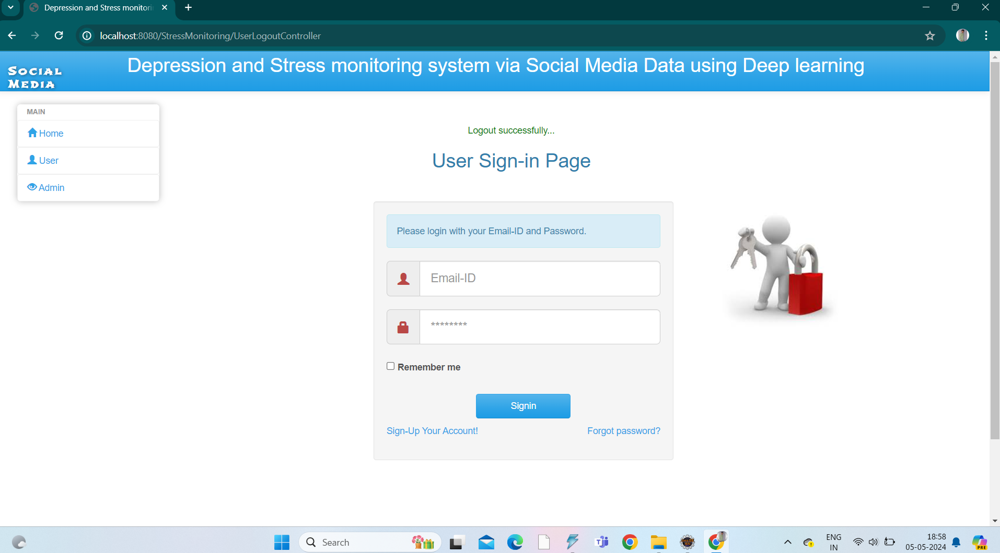 Depression and Stress monitori
localhost:8080/StressMonitoring/UserLogoutController
Social
Media
Depression and Stress monitoring system via Social Media Data using Deep learning
MAIN
Home
User
Admin
Logout successfully...
User Sign-in Page
Please login with your Email-ID and Password.
Email-ID
********
Remember me
Signin
Sign-Up Your Account!
Forgot password?
Search
ENG
IN
18:58
05-05-2024
PRE